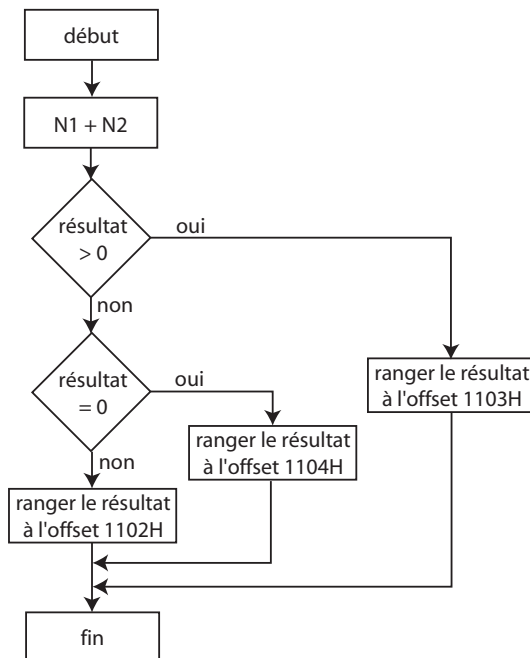 début
N1 + N2
résultat
> 0
oui
non
résultat
= 0
oui
ranger le résultat
à l'offset 1103H
non
ranger le résultat
à l'offset 1104H
ranger le résultat
à l'offset 1102H
fin